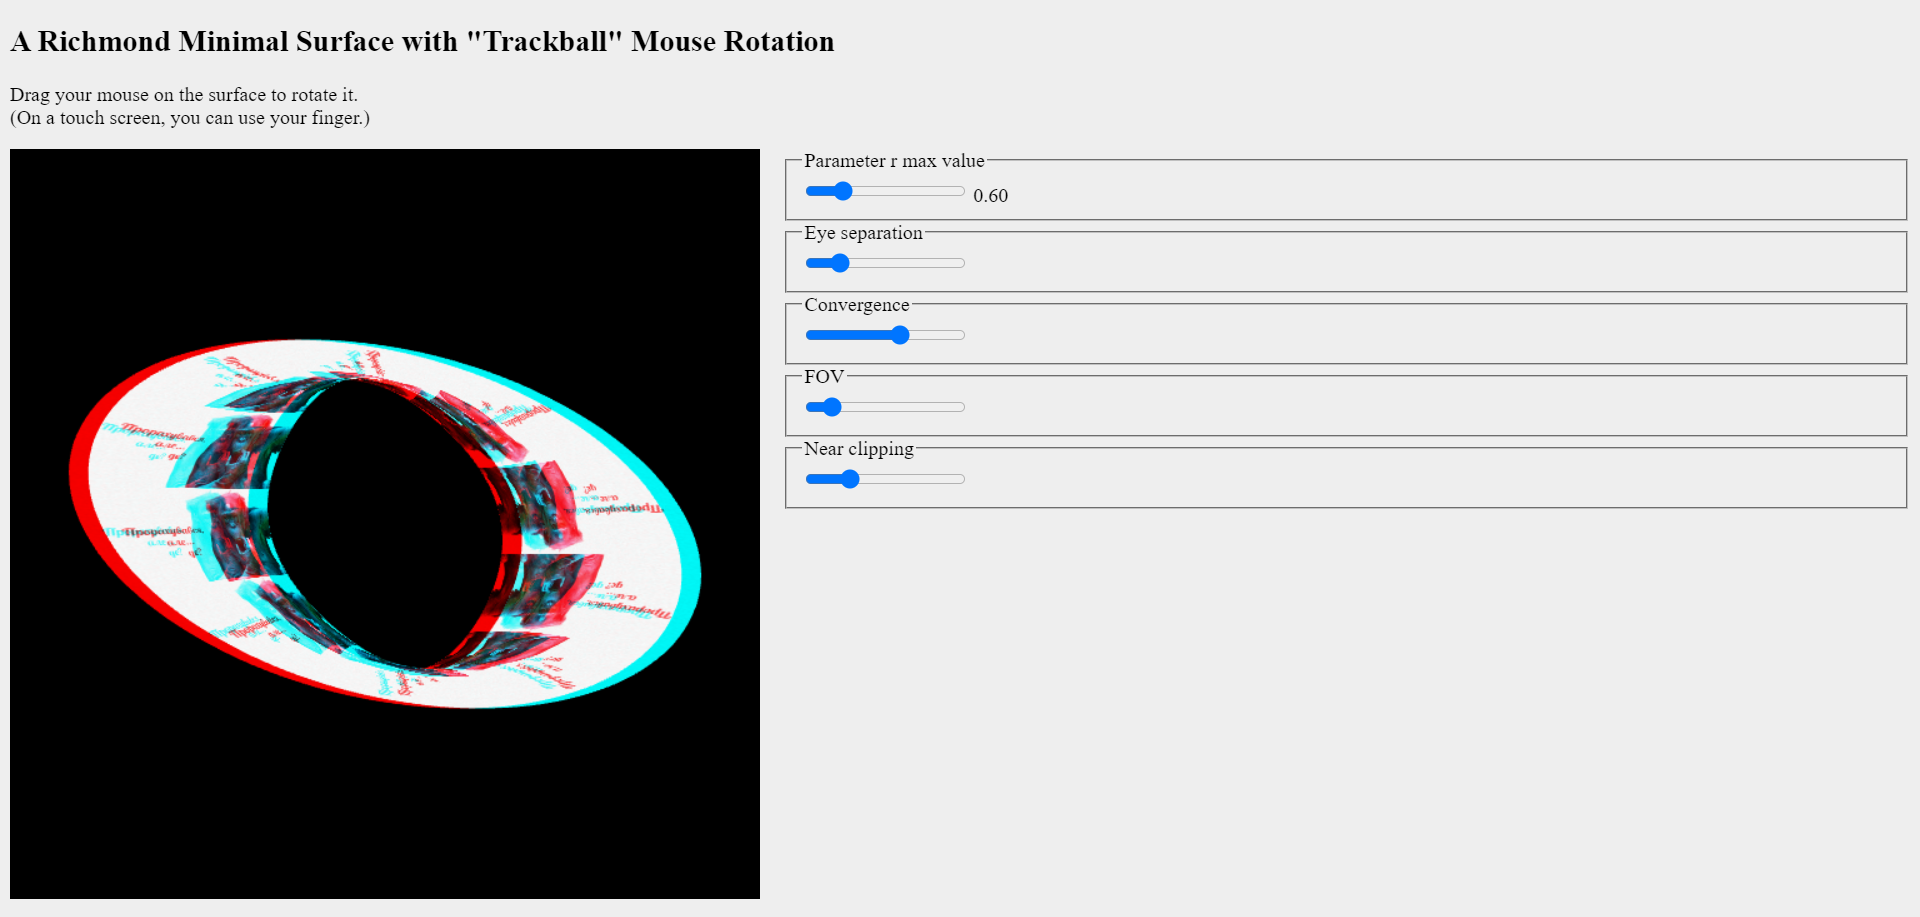 A Richmond Minimal Surface with "Trackball" Mouse Rotation
Drag your mouse on the surface to rotate it.
(On a touch screen, you can use your finger.)
Parameter r max value
0.60
Eye separation
Convergence
FOV
Near clipping